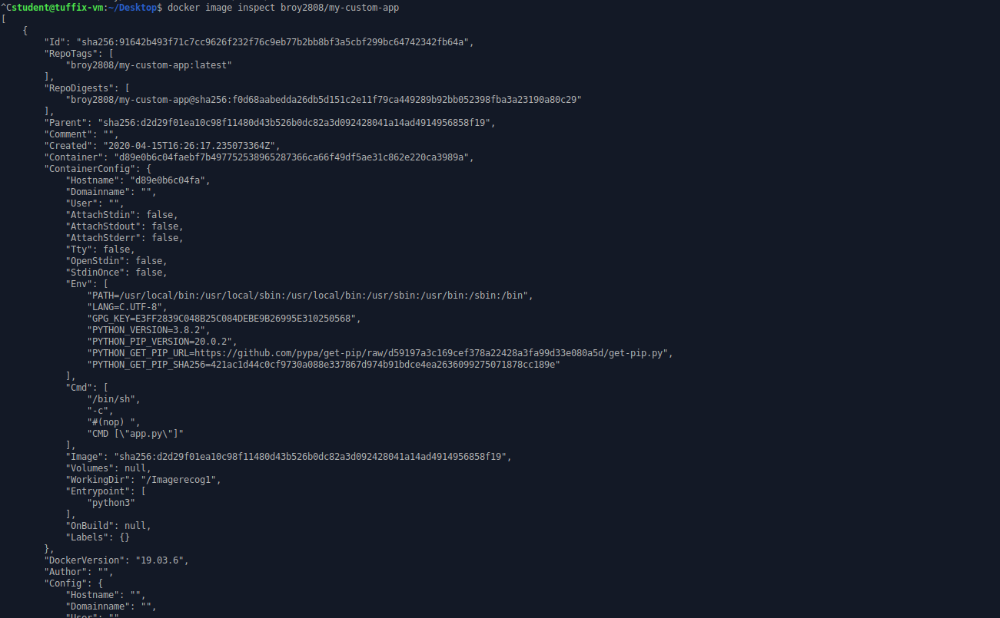 ^Cstudent@tuffix-vm:~/Desktop$ docker image inspect broy2808/my-custom-app
[
    {
        "Id": "sha256:91642b493f71c7cc9626f232f76c9eb77b2bb8bf3a5cbf299bc64742342fb64a",
        "RepoTags": [
            "broy2808/my-custom-app:latest"
        ],
        "RepoDigests": [
            "broy2808/my-custom-app@sha256:f0d68aabedda26db5d151c2e11f79ca449289b92bb052398fba3a23190a80c29"
        ],
        "Parent": "sha256:d2d29f01ea10c98f11480d43b526b0dc82a3d092428041a14ad4914956858f19",
        "Comment": "",
        "Created": "2020-04-15T16:26:17.235073364Z",
        "Container": "d89e0b6c04faebf7b497752538965287366ca66f49df5ae31c862e220ca3989a",
        "ContainerConfig": {
            "Hostname": "d89e0b6c04fa",
            "Domainname": "",
            "User": "",
            "AttachStdin": false,
            "AttachStdout": false,
            "AttachStderr": false,
            "Tty": false,
            "OpenStdin": false,
            "StdinOnce": false,
            "Env": [
                "PATH=/usr/local/bin:/usr/local/sbin:/usr/local/bin:/usr/sbin:/usr/bin:/sbin:/bin",
                "LANG=C.UTF-8",
                "GPG_KEY=E3FF2839C048B25C084DEBE9B26995E310250568",
                "PYTHON_VERSION=3.8.2",
                "PYTHON_PIP_VERSION=20.0.2",
                "PYTHON_GET_PIP_URL=https://github.com/pypa/get-pip/raw/d59197a3c169cef378a22428a3fa99d33e080a5d/get-pip.py",
                "PYTHON_GET_PIP_SHA256=421ac1d44c0cf9730a088e337867d974b91bdce4ea2636099275071878cc189e"
            ],
            "Cmd": [
                "/bin/sh",
                "-c",
                "#(nop) ",
                "CMD [\"app.py\"]"
            ],
            "Image": "sha256:d2d29f01ea10c98f11480d43b526b0dc82a3d092428041a14ad4914956858f19",
            "Volumes": null,
            "WorkingDir": "/Imagerecog1",
            "Entrypoint": [
                "python3"
            ],
            "OnBuild": null,
            "Labels": {}
        },
        "DockerVersion": "19.03.6",
        "Author": "",
        "Config": {
            "Hostname": "",
            "Domainname": "",
            "User": ""